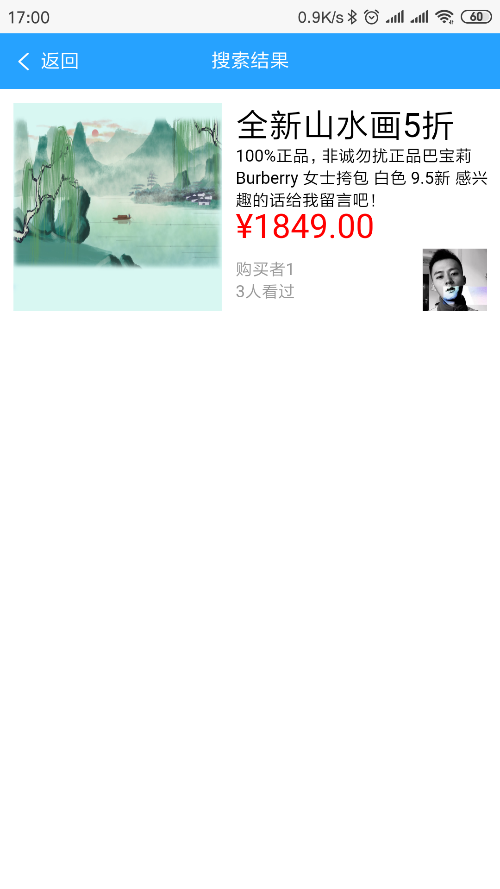 17:00 0.9K/s 60
返回 搜索结果
全新山水画5折
100%正品，非诚勿扰正品巴宝莉
Burberry 女士挎包 白色 9.5新 感兴
趣的话给我留言吧！
¥1849.00
购买者1
3人看过